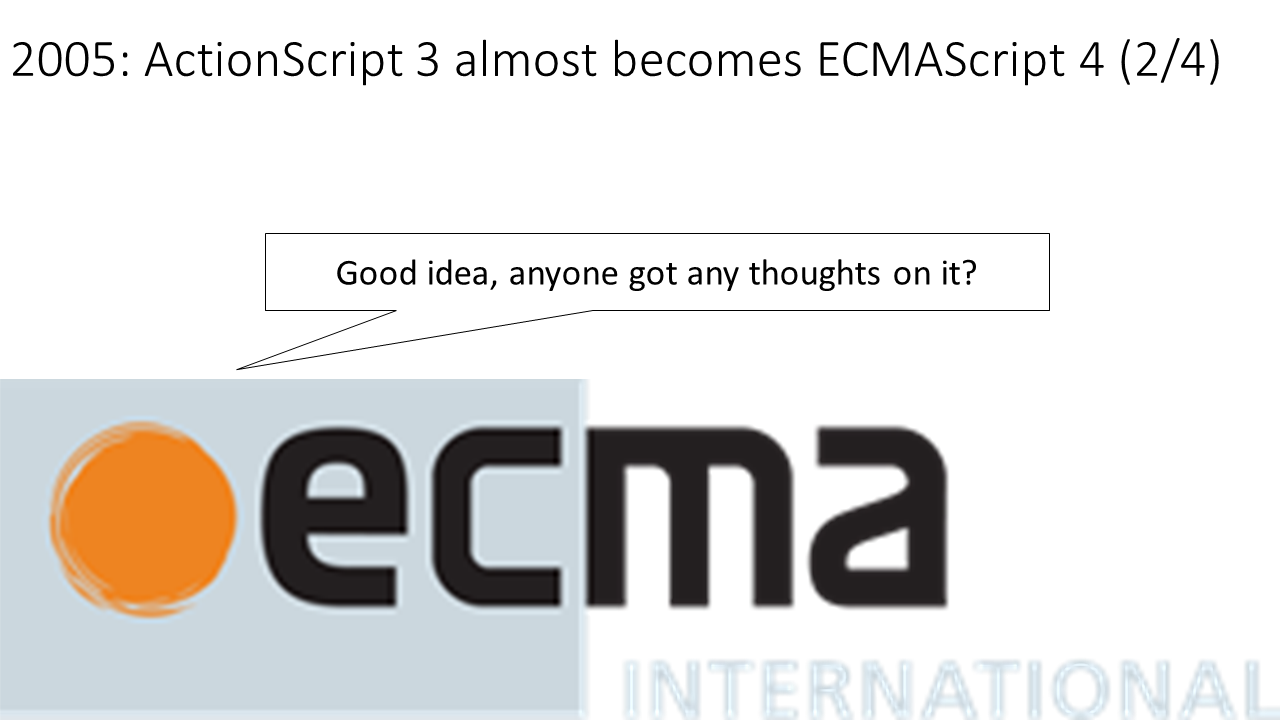 2005: ActionScript 3 almost becomes ECMAScript 4 (2/4)
Good idea, anyone got any thoughts on it?
ecma
INTERNATIONAL